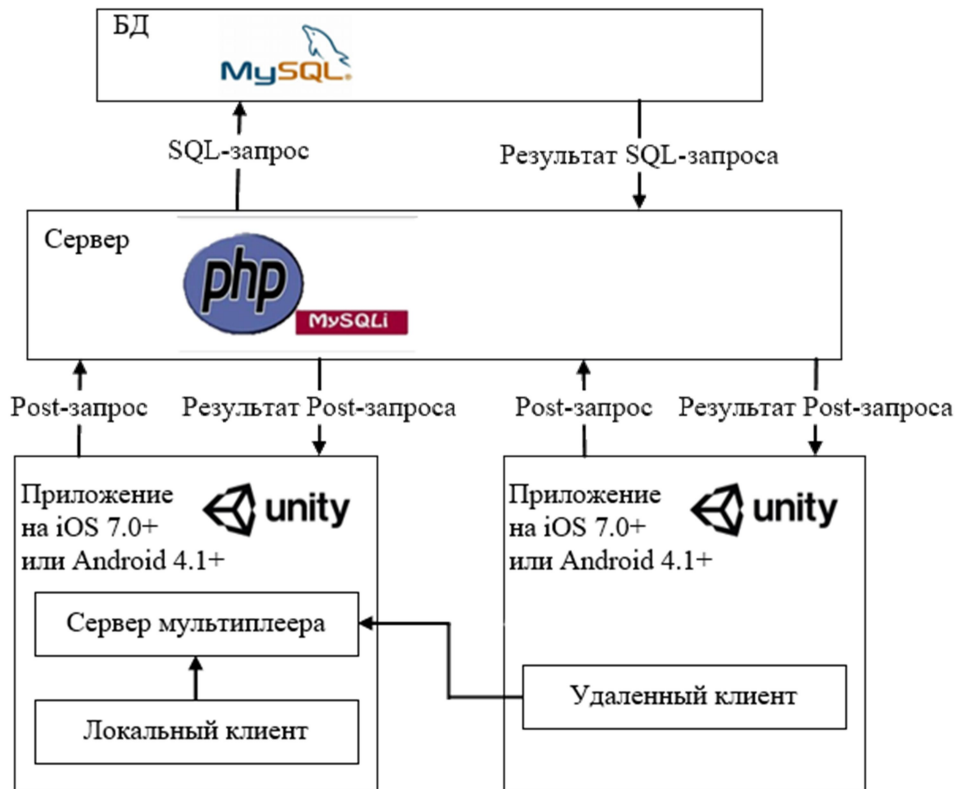 БД
MySQL®
SQL-запрос
Результат SQL-запроса
Сервер
php
MySQLi
Post-запрос
Результат Post-запроса
Post-запрос
Результат Post-запроса
Приложение
на iOS 7.0+
или Android 4.1+
unity
Сервер мультиплеера
Локальный клиент
Приложение
на iOS 7.0+
или Android 4.1+
unity
Удаленный клиент